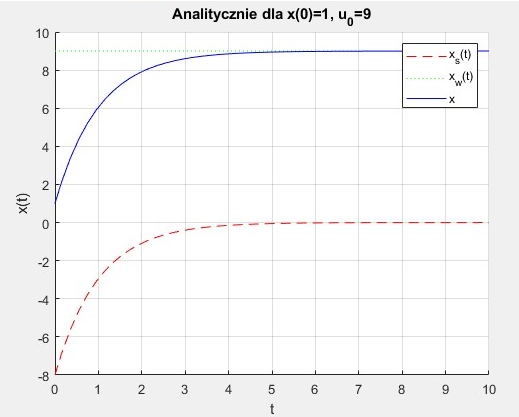 Analitycznie dla x(0)=1, u₀=9
10
8
6
4
2
0
-2
-4
-6
-8
x(t)
xₛ(t)
x_w(t)
x
0 1 2 3 4 5 6 7 8 9 10
t